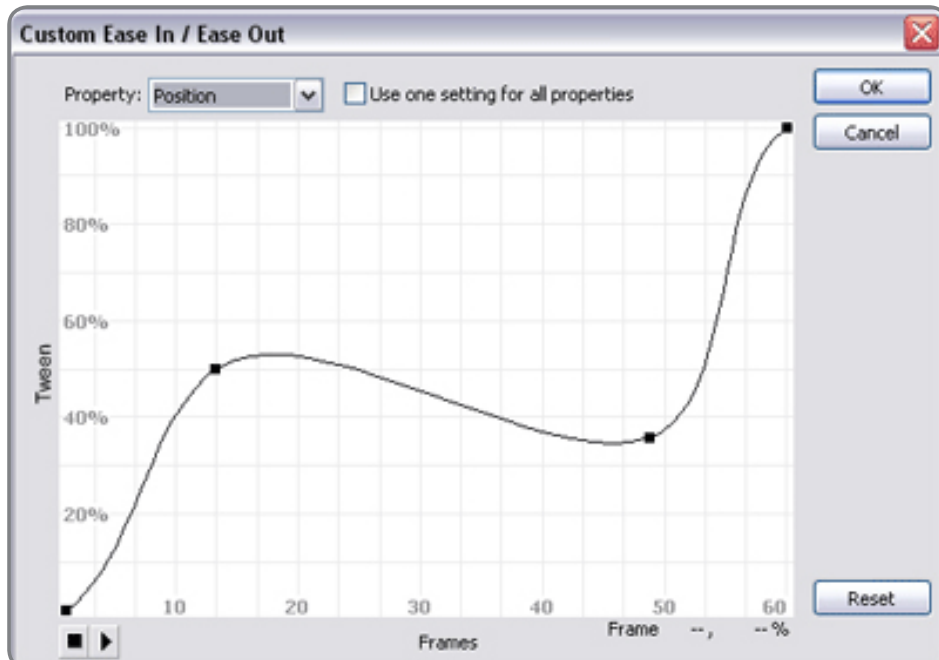 Custom Ease In / Ease Out
Property: Position
Use one setting for all properties
OK
Cancel
100%
80%
60%
40%
20%
Tween
10 20 30 40 50 60
Frames
Frame --, --%
Reset